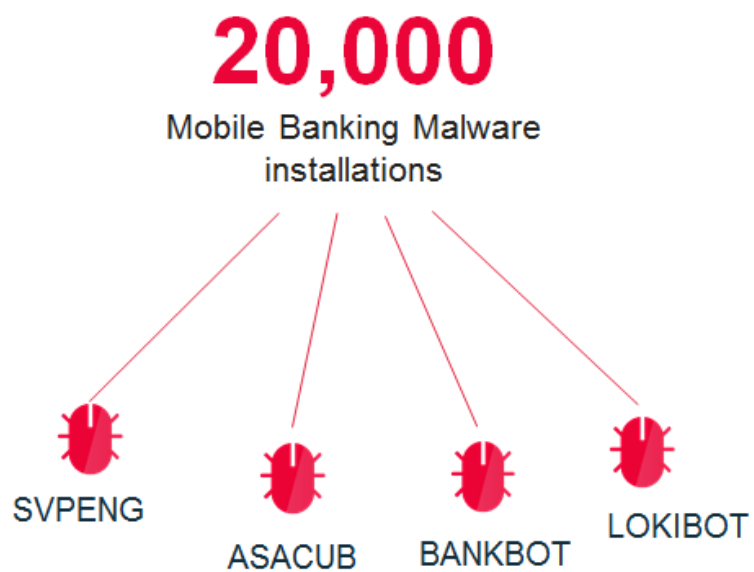 20,000
Mobile Banking Malware
installations
SVPENG
ASACUB
BANKBOT
LOKIBOT